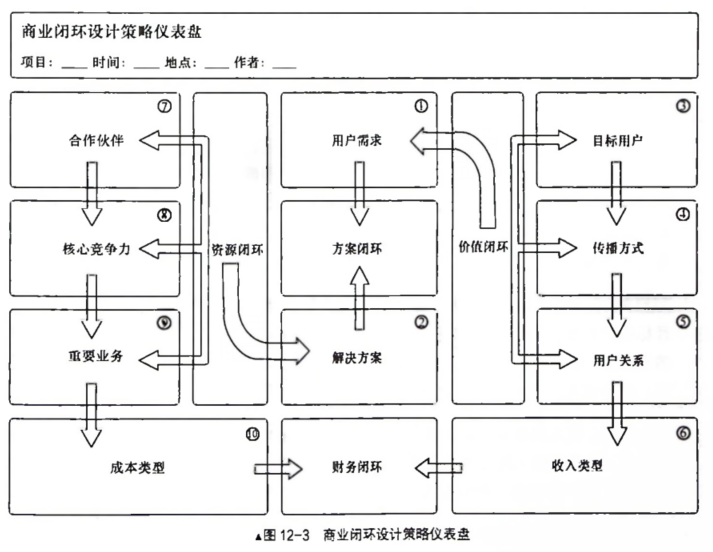 商业闭环设计策略仪表盘
项目：___ 时间：___ 地点：___ 作者：___
⑦
合作伙伴
①
用户需求
③
目标用户
⑧
核心竞争力
资源闭环
方案闭环
价值闭环
④
传播方式
⑨
重要业务
②
解决方案
⑤
用户关系
⑩
成本类型
财务闭环
⑥
收入类型
▲图 12-3 商业闭环设计策略仪表盘